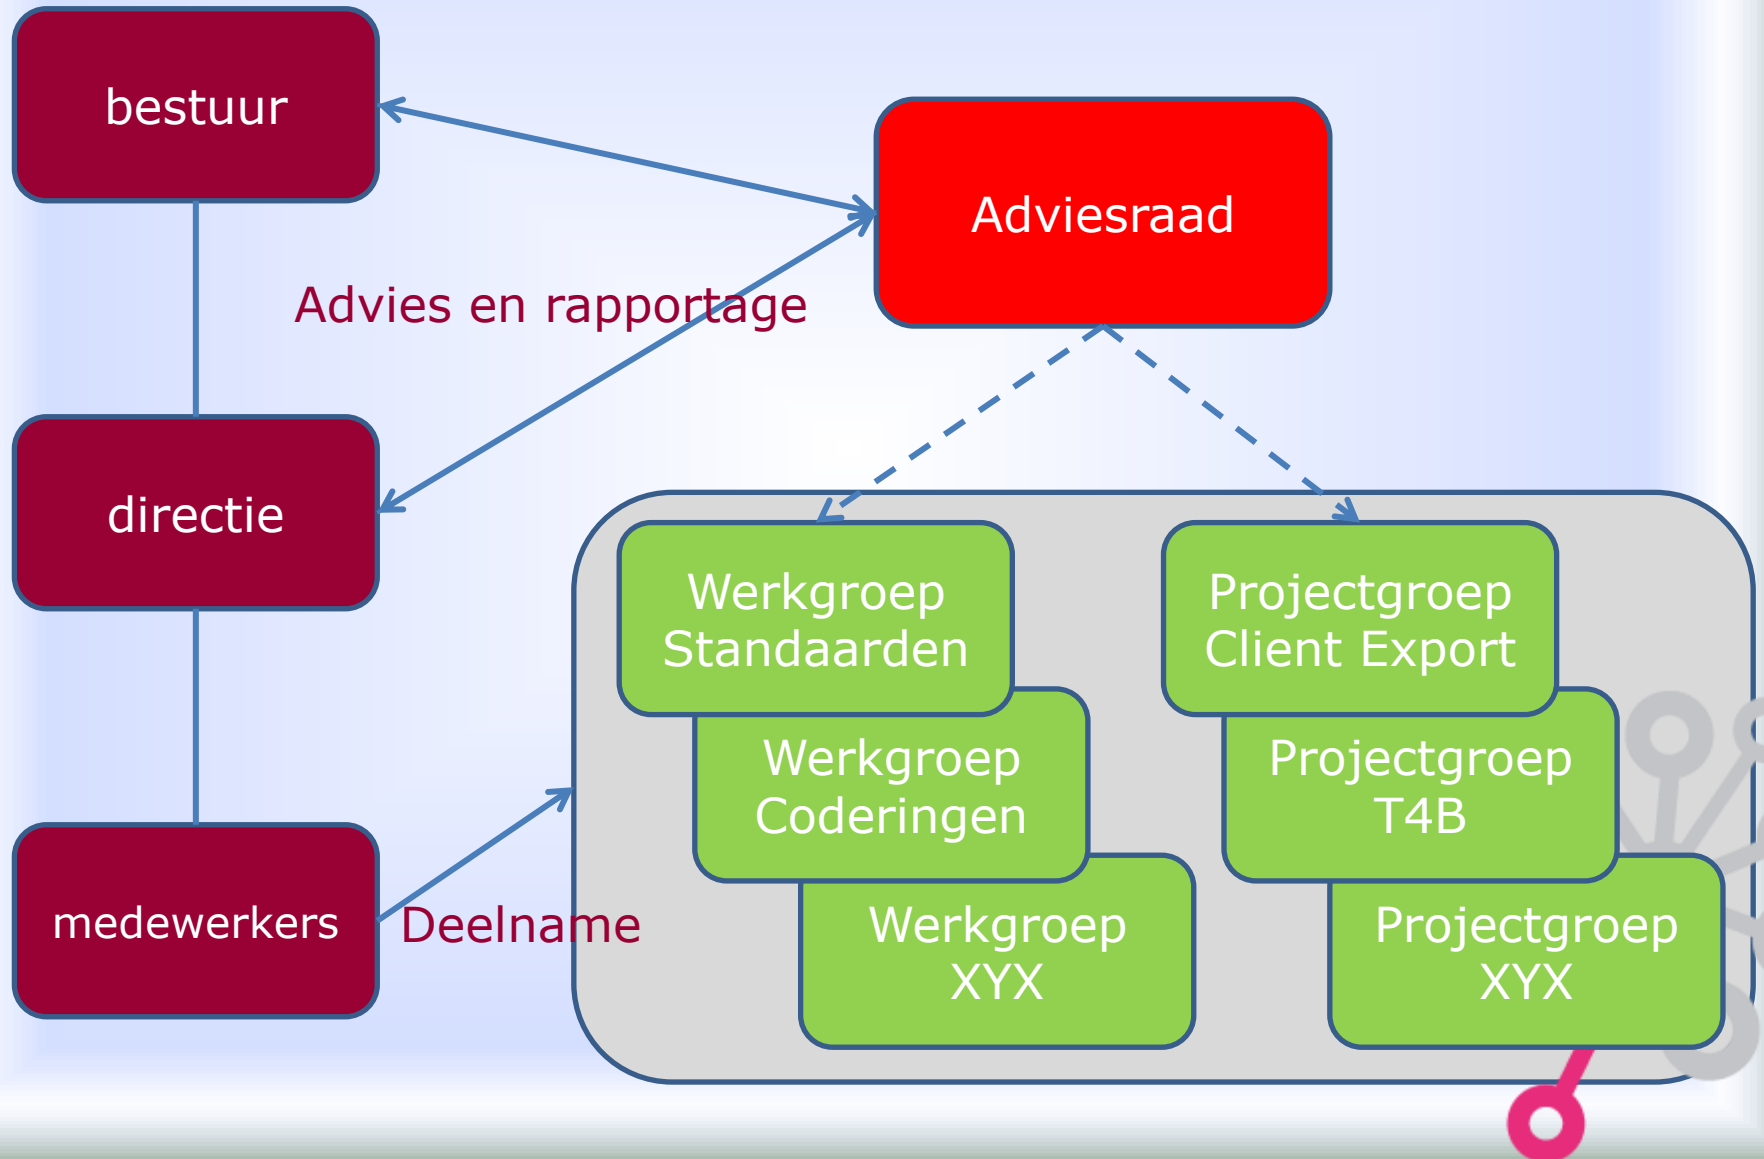 bestuur
Adviesraad
Advies en rapportage
directie
Werkgroep
Standaarden
Projectgroep
Client Export
Werkgroep
Coderingen
Projectgroep
T4B
medewerkers
Deelname
Werkgroep
XYX
Projectgroep
XYX